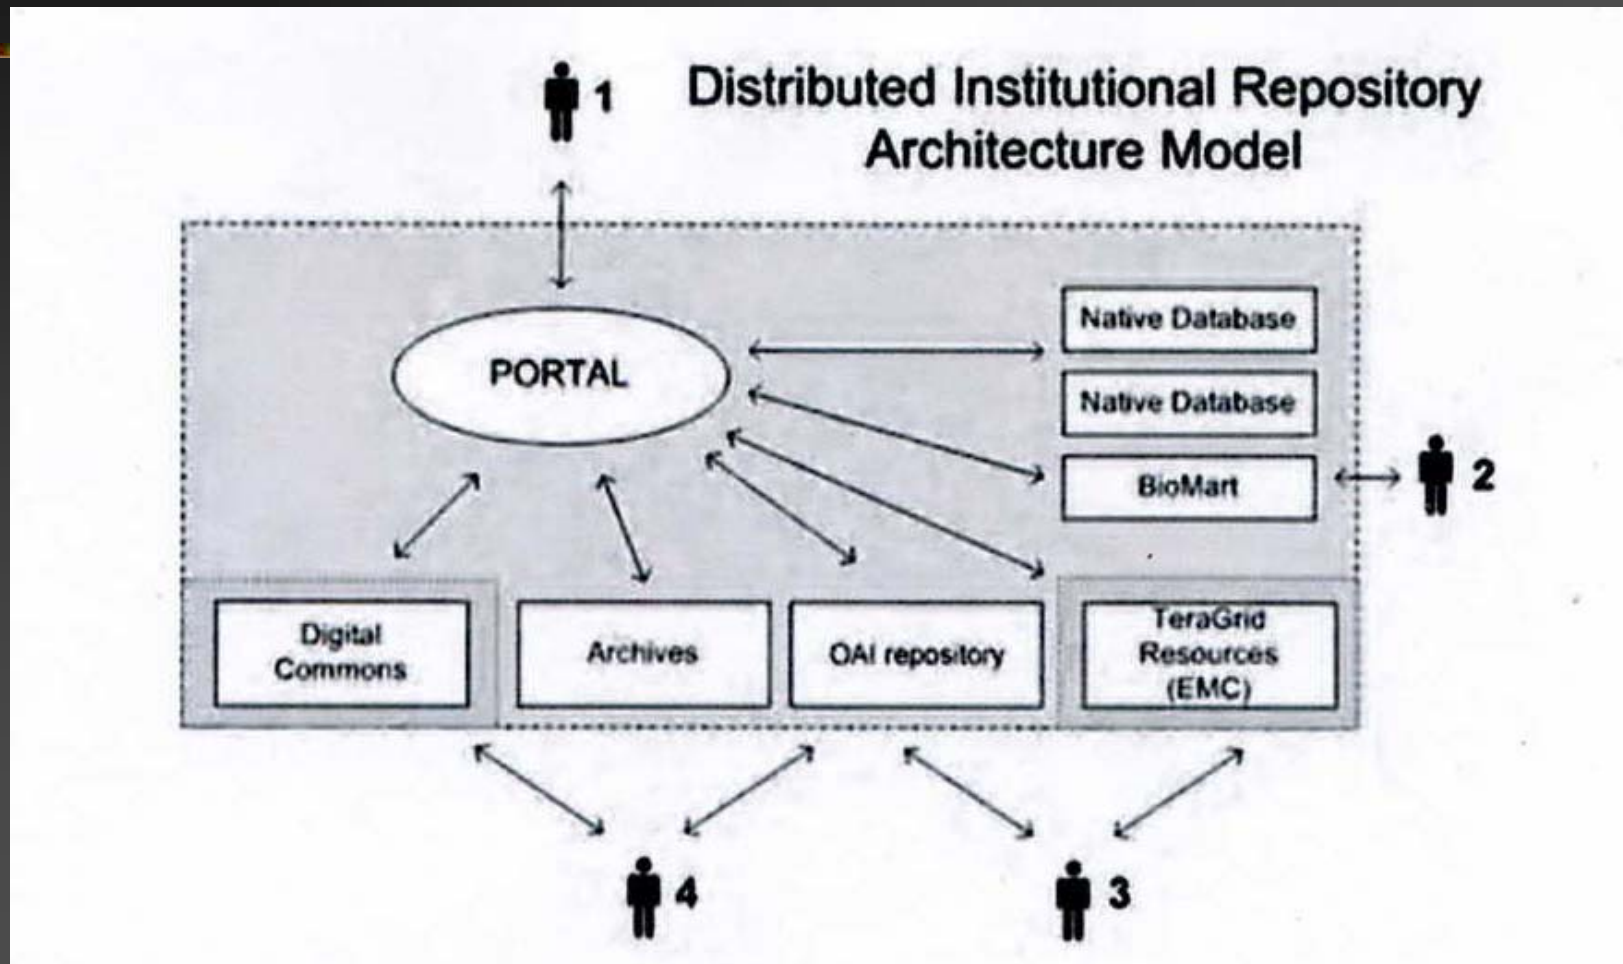 1
Distributed Institutional Repository
Architecture Model
PORTAL
Native Database
Native Database
BioMart
2
Digital
Commons
Archives
OAI repository
TeraGrid
Resources
(EMC)
4
3